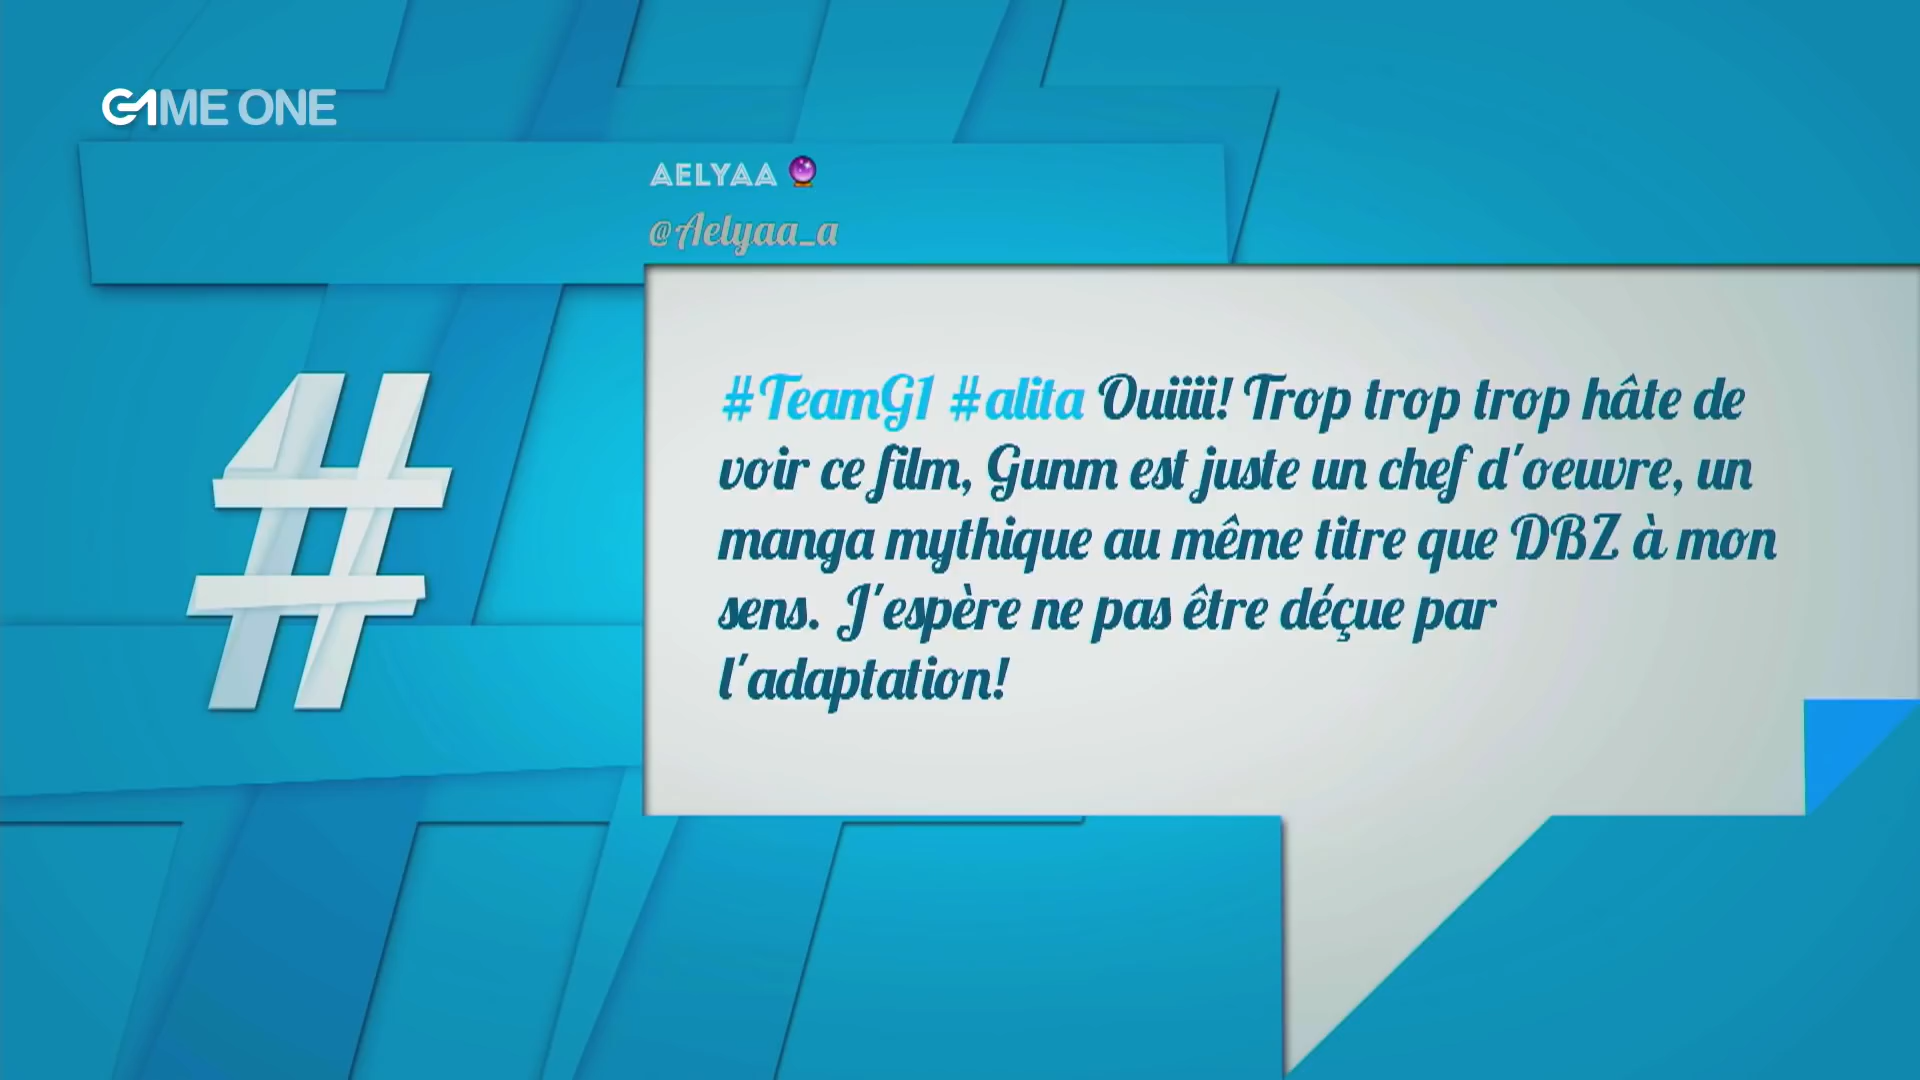 GAME ONE
AELYAA 🔮
@Aelyaa_a
#TeamG1 #alita Ouiiii! Trop trop trop hâte de
voir ce film, Gunm est juste un chef d'oeuvre, un
manga mythique au même titre que DBZ à mon
sens. J'espère ne pas être déçue par
l'adaptation!